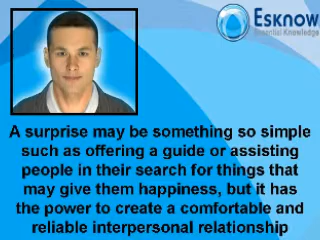 Esknow
Essential Knowledge
A surprise may be something so simple
such as offering a guide or assisting
people in their search for things that
may give them happiness, but it has
the power to create a comfortable and
reliable interpersonal relationship